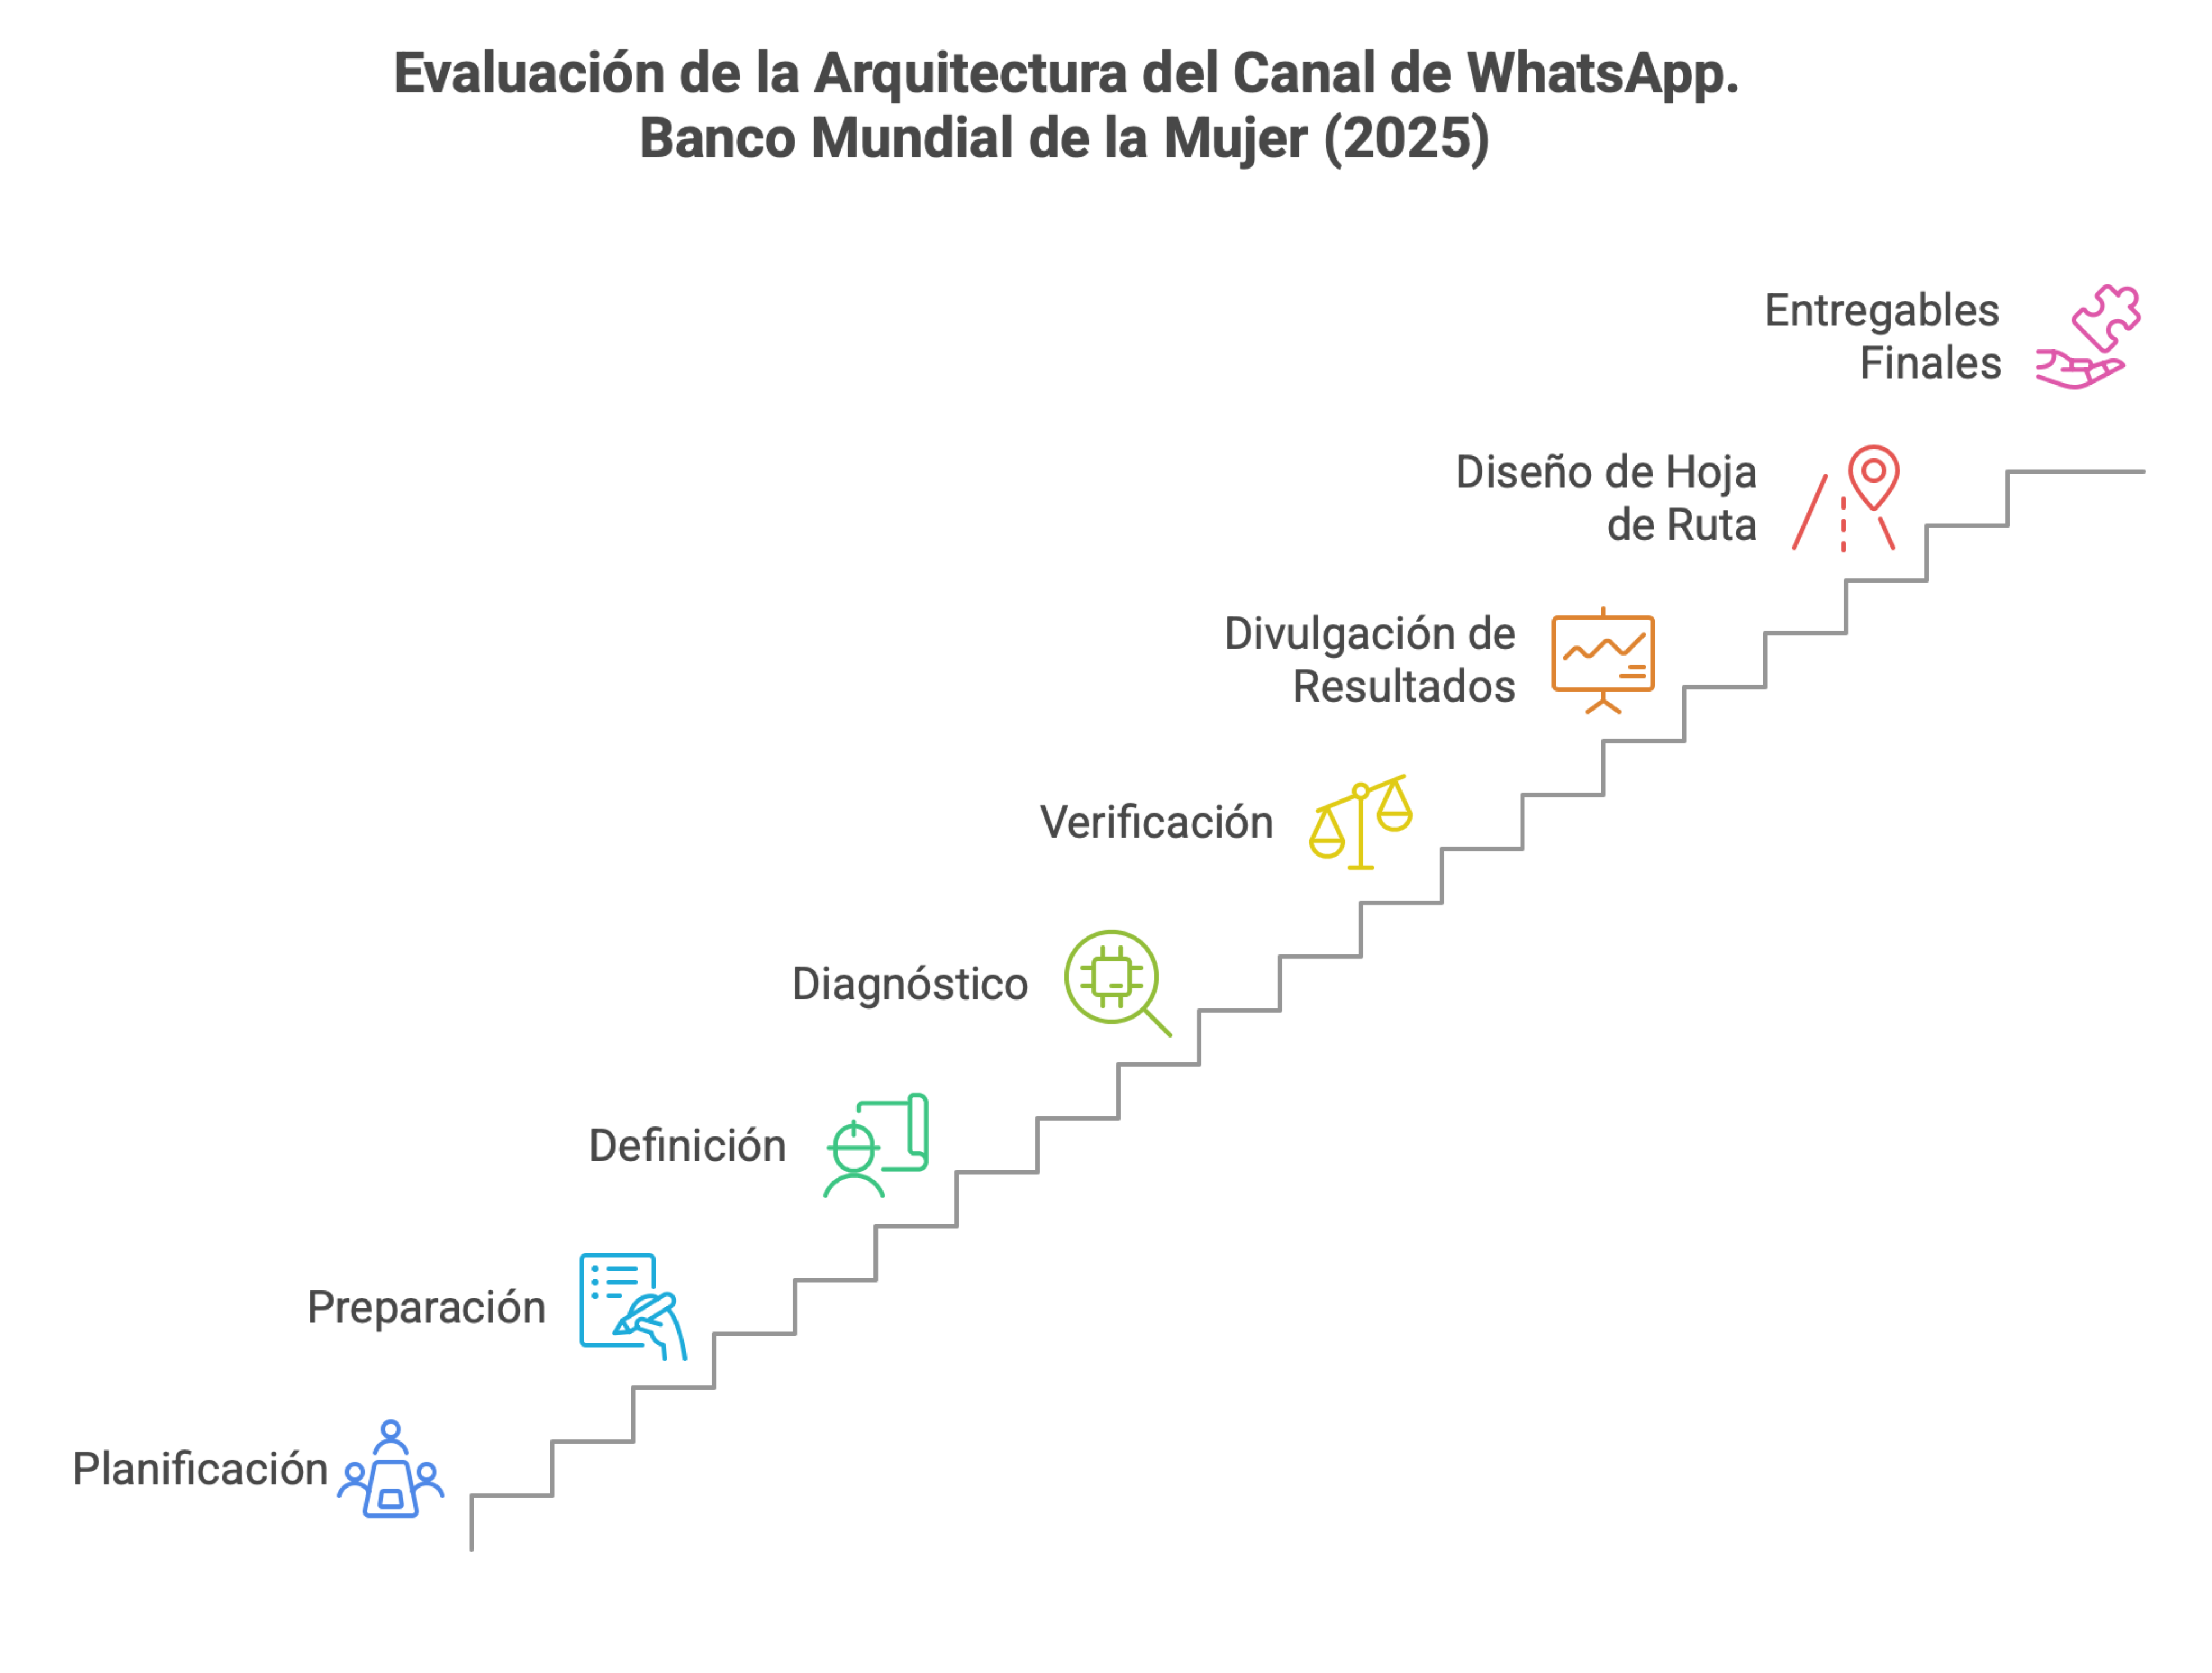 Evaluación de la Arquitectura del Canal de WhatsApp.
Banco Mundial de la Mujer (2025)
Entregables
Finales
Diseño de Hoja
de Ruta
Divulgación de
Resultados
Verificación
Diagnóstico
Definición
Preparación
Planificación